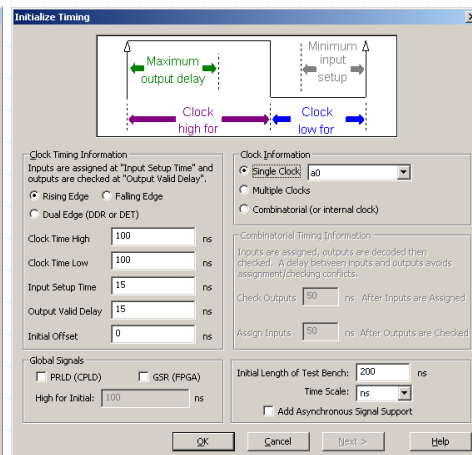 Initialize Timing
Maximum
output delay
Minimum
input
setup
Clock
high for
Clock
low for
Clock Timing Information
Inputs are assigned at "Input Setup Time" and
outputs are checked at "Output Valid Delay".
Rising Edge
Falling Edge
Dual Edge (DDR or DET)
Clock Time High 100 ns
Clock Time Low 100 ns
Input Setup Time 15 ns
Output Valid Delay 15 ns
Initial Offset 0 ns
Clock Information
Single Clock a0
Multiple Clocks
Combinatorial (or internal clock)
Combinatorial Timing Information
Inputs are assigned, outputs are decoded then
checked. A delay between inputs and outputs avoids
assignment/checking conflicts.
Check Outputs 50 ns After Inputs are Assigned
Assign Inputs 50 ns After Outputs are Checked
Global Signals
PRLD (CPLD)
GSR (FPGA)
High for Initial: 100 ns
Initial Length of Test Bench: 200 ns
Time Scale: ns
Add Asynchronous Signal Support
OK
Cancel
Next >
Help